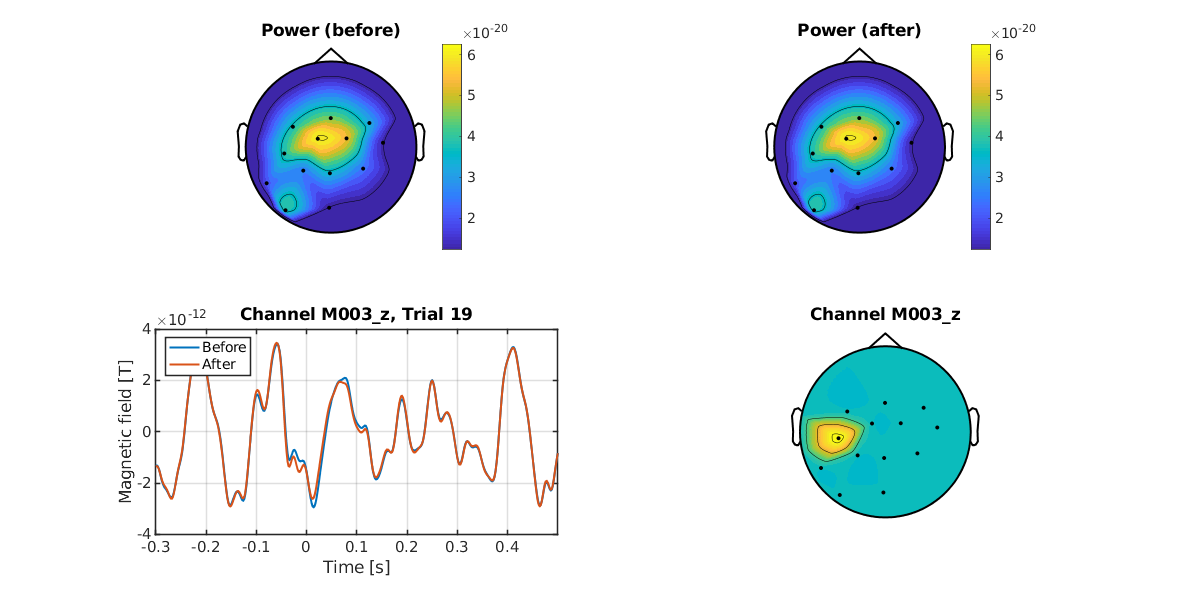 Power (before)
×10-20
6
5
4
3
2
Power (after)
×10-20
6
5
4
3
2
Channel M003_z, Trial 19
×10-12
4
2
0
-2
-4
Magnetic field [T]
Before
After
-0.3 -0.2 -0.1 0 0.1 0.2 0.3 0.4
Time [s]
Channel M003_z